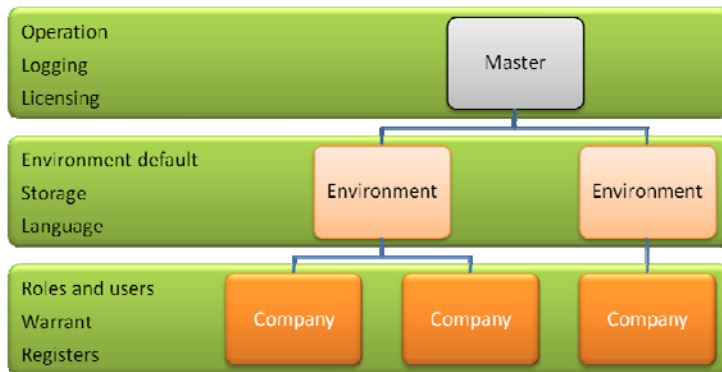 Operation
Logging
Licensing
Master
Environment default
Storage
Language
Environment
Environment
Roles and users
Warrant
Registers
Company
Company
Company